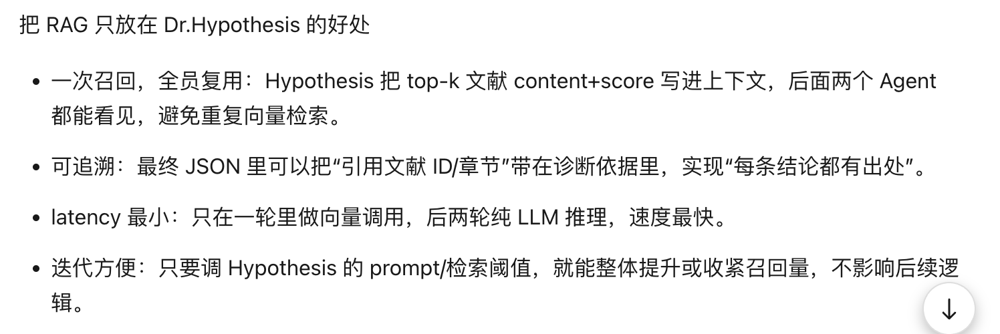 把 RAG 只放在 Dr.Hypothesis 的好处
• 一次召回，全员复用：Hypothesis 把 top-k 文献 content+score 写进上下文，后面两个 Agent
都能看见，避免重复向量检索。
• 可追溯：最终 JSON 里可以把“引用文献 ID/章节”带在诊断依据里，实现“每条结论都有出处”。
• latency 最小：只在一轮里做向量调用，后两轮纯 LLM 推理，速度最快。
• 迭代方便：只要调 Hypothesis 的 prompt/检索阈值，就能整体提升或收紧召回量，不影响后续逻
辑。